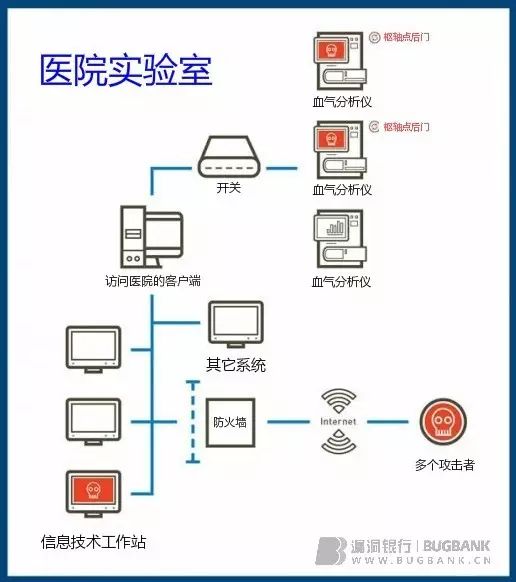 医院实验室
枢轴点后门
血气分析仪
枢轴点后门
开关
血气分析仪
访问医院的客户端
血气分析仪
其它系统
防火墙
Internet
多个攻击者
信息技术工作站
漏洞银行 | BUGBANK
WWW.BUGBANK.CN